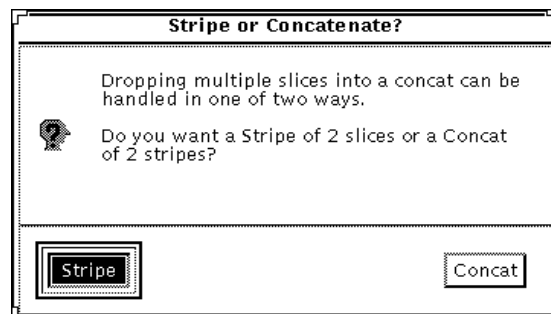 Stripe or Concatenate?
Dropping multiple slices into a concat can be
handled in one of two ways.
Do you want a Stripe of 2 slices or a Concat
of 2 stripes?
Stripe
Concat